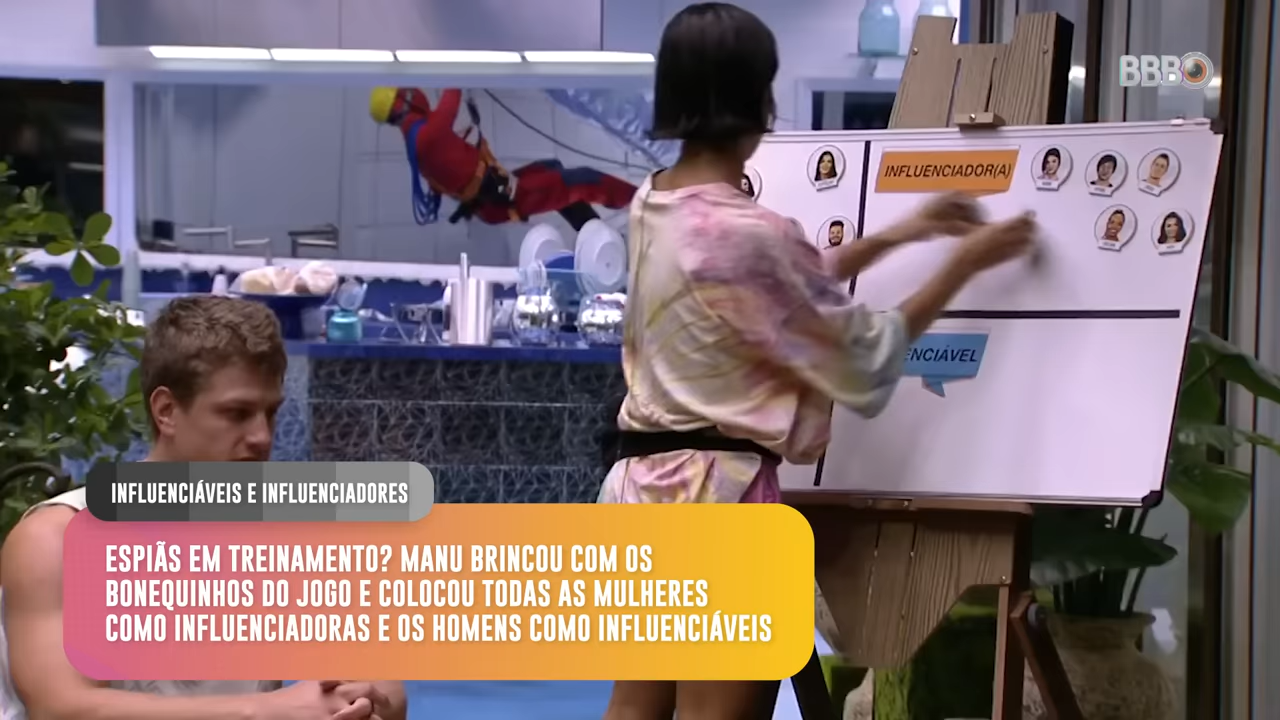 BBB
INFLUENCIADOR(A)
ENCIÁVEL
INFLUENCIÁVEIS E INFLUENCIADORES
ESPIÃS EM TREINAMENTO? MANU BRINCOU COM OS
BONEQUINHOS DO JOGO E COLOCOU TODAS AS MULHERES
COMO INFLUENCIADORAS E OS HOMENS COMO INFLUENCIÁVEIS